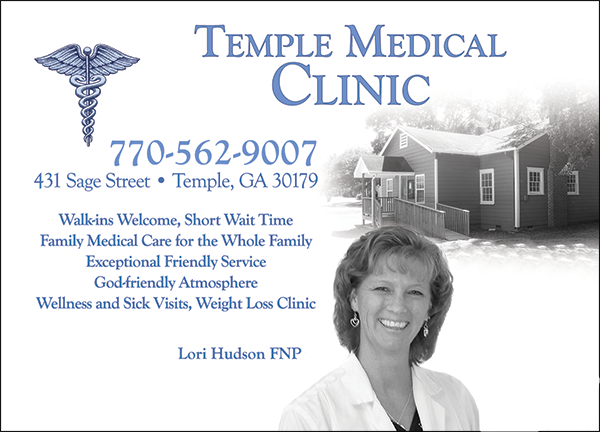 Temple Medical
Clinic
770-562-9007
431 Sage Street • Temple, GA 30179
Walk-ins Welcome, Short Wait Time
Family Medical Care for the Whole Family
Exceptional Friendly Service
God-friendly Atmosphere
Wellness and Sick Visits, Weight Loss Clinic
Lori Hudson FNP